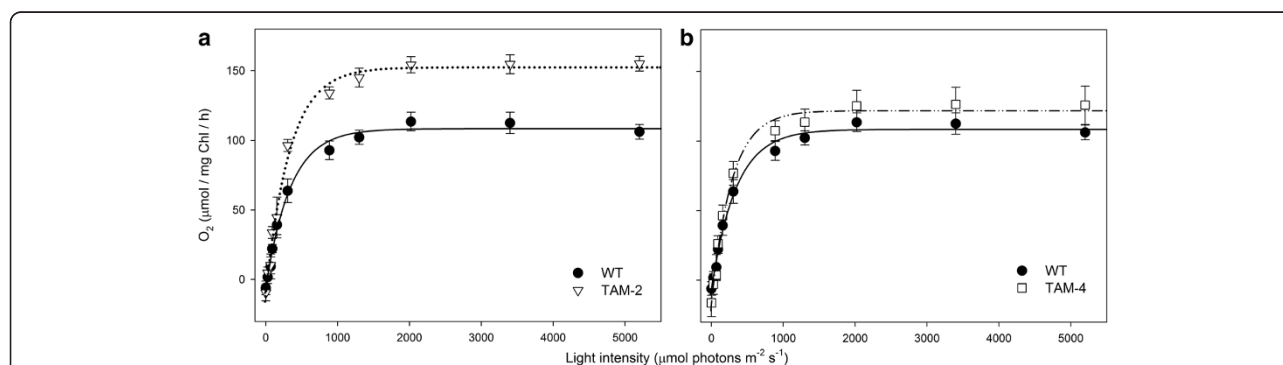 a
b
O₂ (µmol / mg Chl / h)
150
100
50
0
WT
TAM-2
WT
TAM-4
0 1000 2000 3000 4000 5000
0 1000 2000 3000 4000 5000
Light intensity (µmol photons m⁻² s⁻¹)